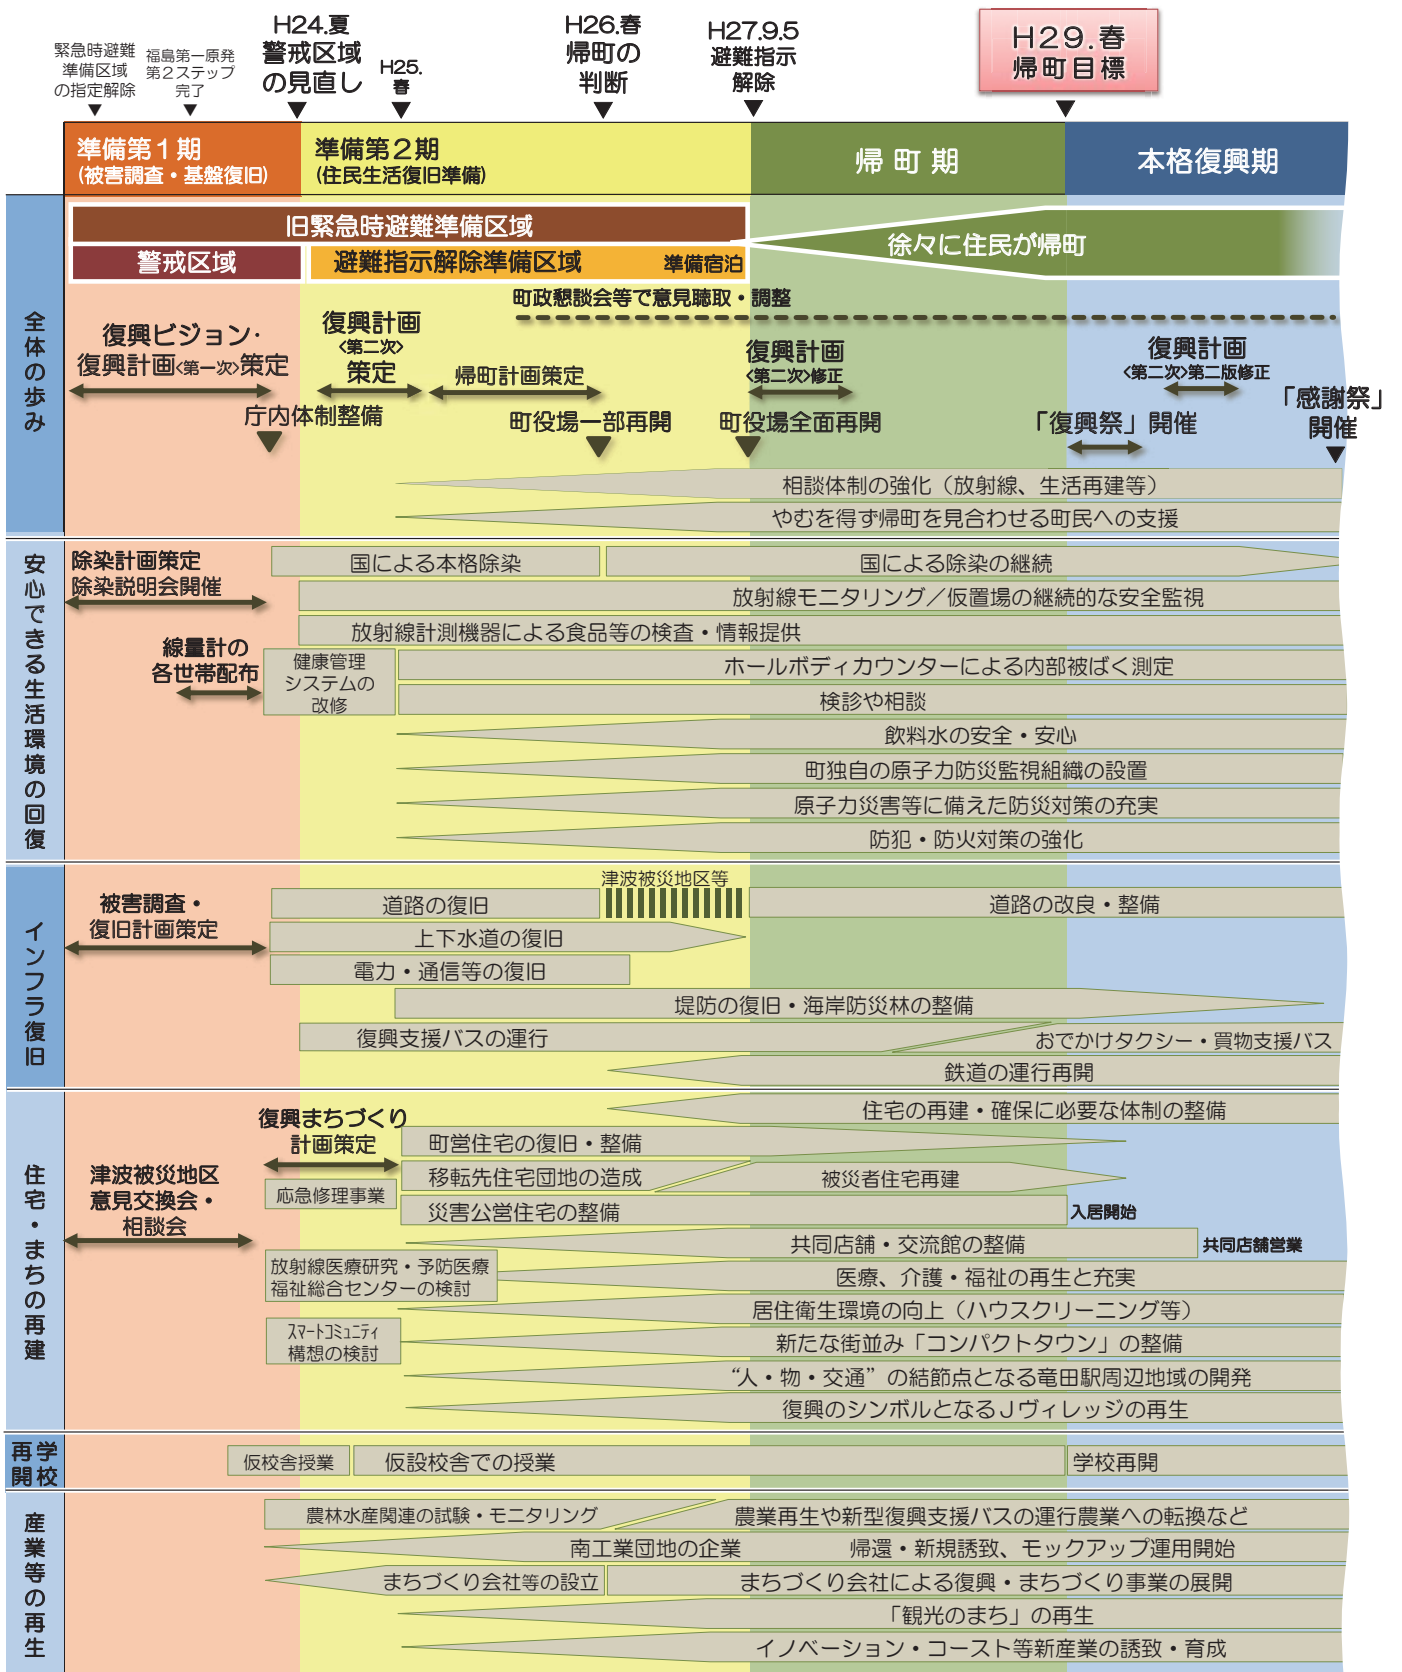 緊急時避難
準備区域
の指定解除
福島第一原発
第2ステップ
完了
H24.夏
警戒区域
の見直し
H25.
春
H26.春
帰町の
判断
H27.9.5
避難指示
解除
H29.春
帰町目標
準備第1期
(被害調査・基盤復旧)
準備第2期
(住民生活復旧準備)
帰町期
本格復興期
全体の歩み
旧緊急時避難準備区域
警戒区域
避難指示解除準備区域
準備宿泊
徐々に住民が帰町
町政懇談会等で意見聴取・調整
復興ビジョン・
復興計画<第一次>策定
復興計画
<第二次>
策定
帰町計画策定
復興計画
<第二次>修正
復興計画
<第二次>第二版修正
庁内体制整備
町役場一部再開
町役場全面再開
「復興祭」開催
「感謝祭」
開催
相談体制の強化（放射線、生活再建等）
やむを得ず帰町を見合わせる町民への支援
安心できる生活環境の回復
除染計画策定
除染説明会開催
国による本格除染
国による除染の継続
放射線モニタリング／仮置場の継続的な安全監視
放射線計測機器による食品等の検査・情報提供
線量計の
各世帯配布
健康管理
システムの
改修
ホールボディカウンターによる内部被ばく測定
検診や相談
飲料水の安全・安心
町独自の原子力防災監視組織の設置
原子力災害等に備えた防災対策の充実
防犯・防火対策の強化
インフラ復旧
被害調査・
復旧計画策定
道路の復旧
津波被災地区等
道路の改良・整備
上下水道の復旧
電力・通信等の復旧
堤防の復旧・海岸防災林の整備
復興支援バスの運行
おでかけタクシー・買物支援バス
鉄道の運行再開
住宅・まちの再建
住宅の再建・確保に必要な体制の整備
復興まちづくり
計画策定
町営住宅の復旧・整備
津波被災地区
意見交換会・
相談会
移転先住宅団地の造成
被災者住宅再建
応急修理事業
災害公営住宅の整備
入居開始
共同店舗・交流館の整備
共同店舗営業
放射線医療研究・予防医療
福祉総合センターの検討
医療、介護・福祉の再生と充実
居住衛生環境の向上（ハウスクリーニング等）
ｽﾏｰﾄｺﾐｭﾆﾃｨ
構想の検討
新たな街並み「コンパクトタウン」の整備
“人・物・交通”の結節点となる竜田駅周辺地域の開発
復興のシンボルとなるＪヴィレッジの再生
学校
再開
仮校舎授業
仮設校舎での授業
学校再開
産業等の再生
農林水産関連の試験・モニタリング
農業再生や新型復興支援バスの運行農業への転換など
南工業団地の企業
帰還・新規誘致、モックアップ運用開始
まちづくり会社等の設立
まちづくり会社による復興・まちづくり事業の展開
「観光のまち」の再生
イノベーション・コースト等新産業の誘致・育成